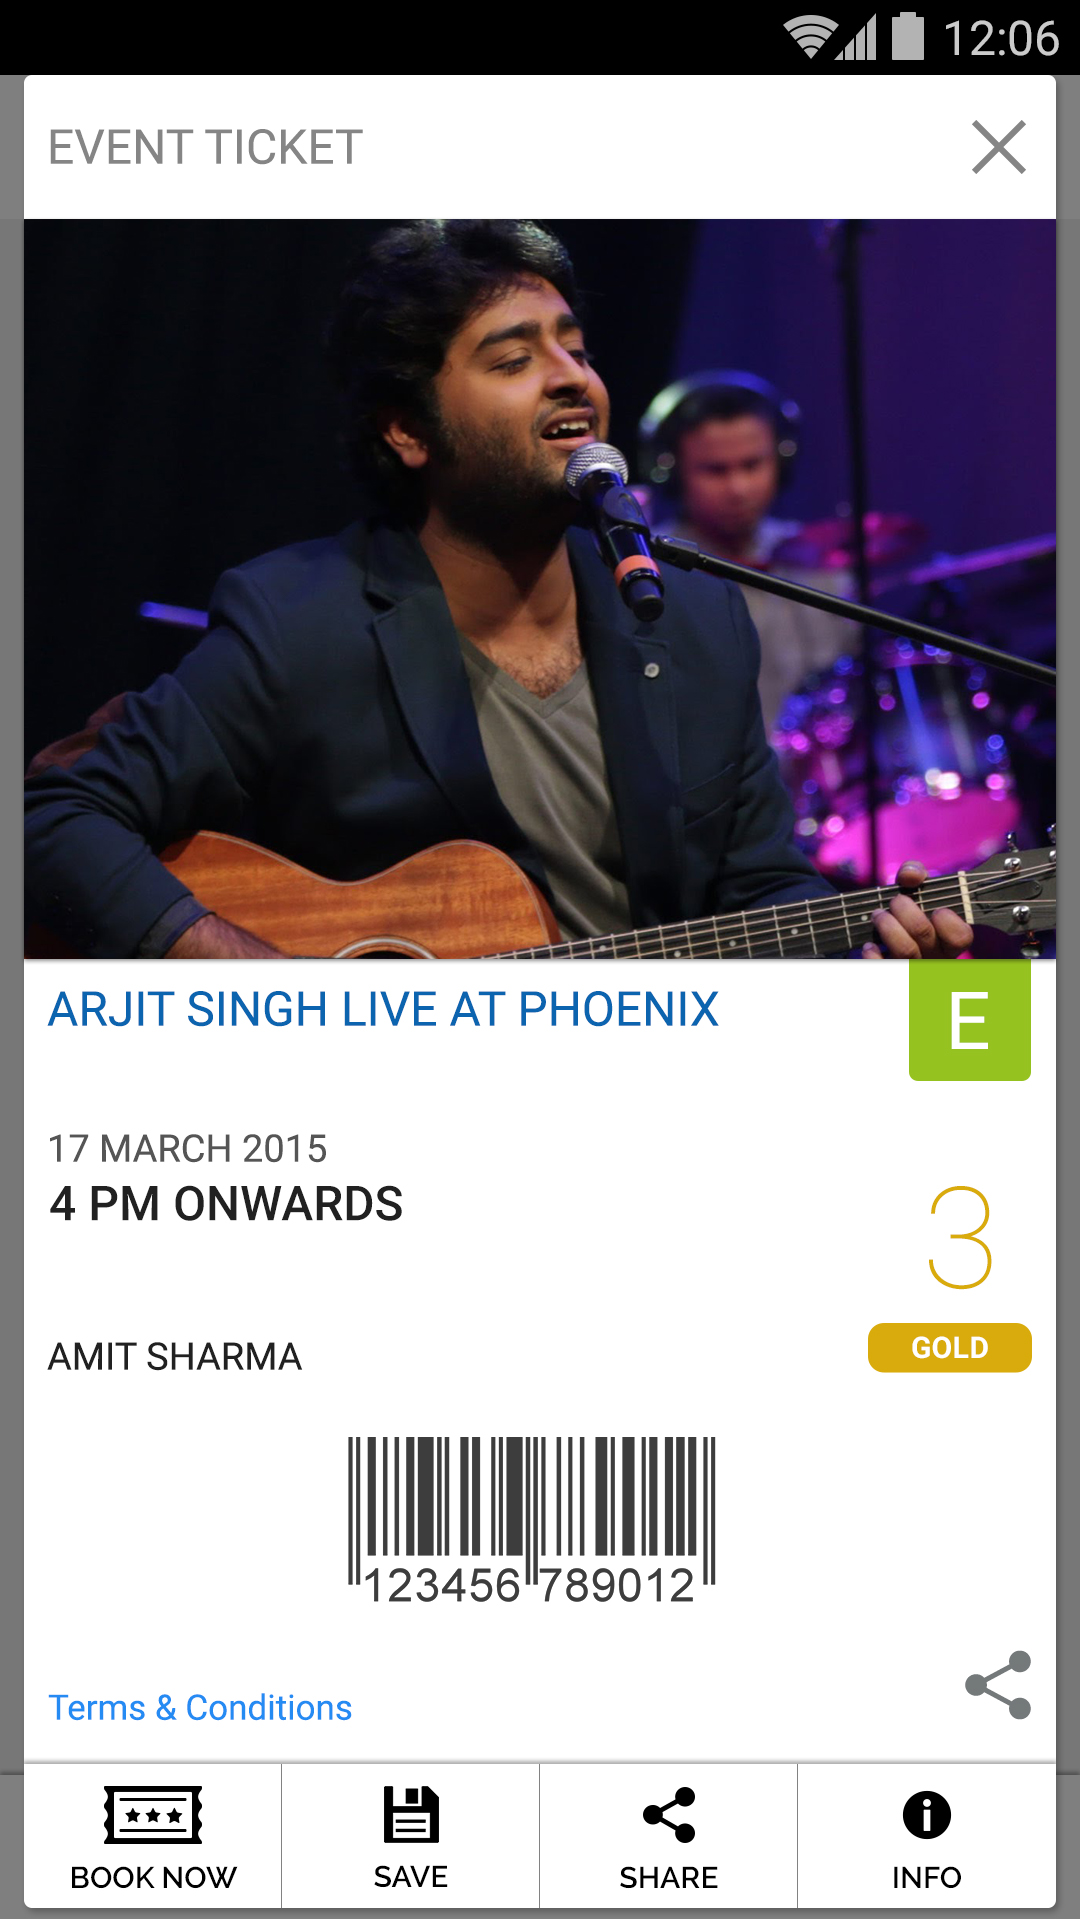 12:06
EVENT TICKET
ARJIT SINGH LIVE AT PHOENIX
E
17 MARCH 2015
4 PM ONWARDS
3
AMIT SHARMA
GOLD
123456 789012
Terms & Conditions
BOOK NOW
SAVE
SHARE
INFO